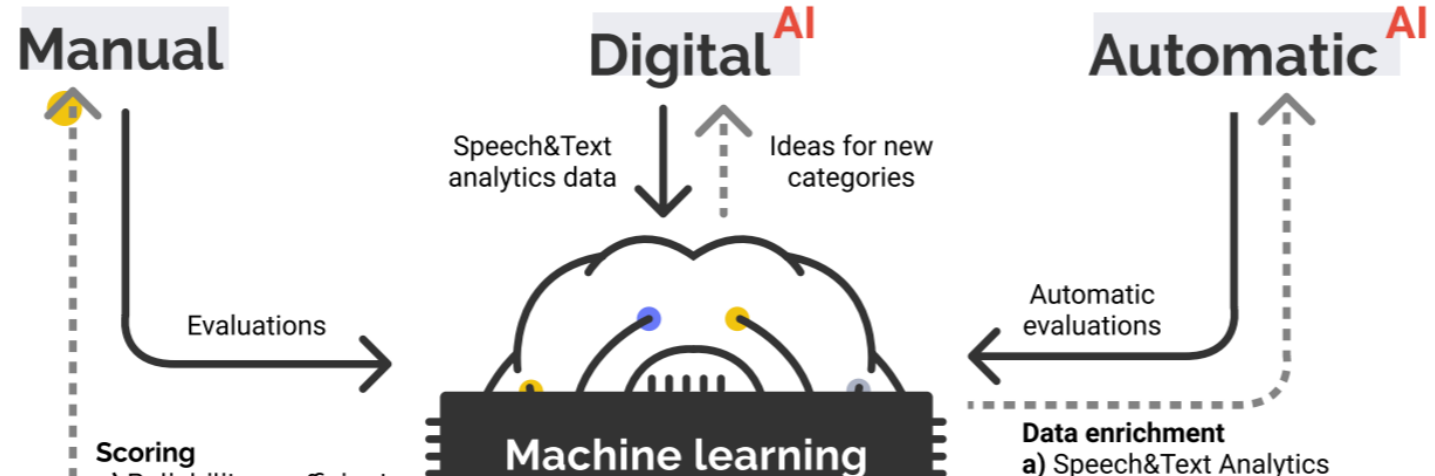 Manual
Digital AI
Automatic AI
Speech&Text
analytics data
Ideas for new
categories
Evaluations
Automatic
evaluations
Machine learning
Scoring
Data enrichment
a) Speech&Text Analytics